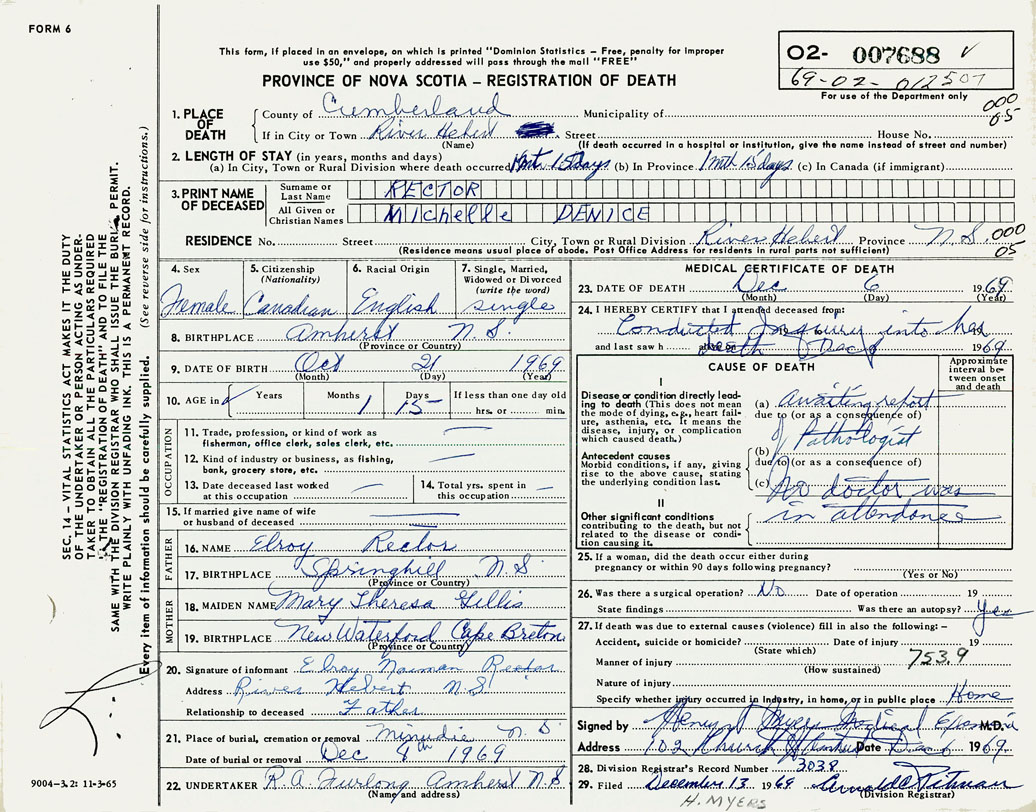 FORM 6
This form, if placed in an envelope, on which is printed "Dominion Statistics – Free, penalty for improper
use $50," and properly addressed will pass through the mail "FREE"
PROVINCE OF NOVA SCOTIA – REGISTRATION OF DEATH
O2- 007688 √
69-02-012507
For use of the Department only
000
65
SEC. 14 – VITAL STATISTICS ACT MAKES IT THE DUTY
OF THE UNDERTAKER OR PERSON ACTING AS UNDER-
TAKER TO OBTAIN ALL THE PARTICULARS REQUIRED
IN THE "REGISTRATION OF DEATH" AND TO FILE THE
SAME WITH THE DIVISION REGISTRAR WHO SHALL ISSUE THE BURIAL PERMIT.
WRITE PLAINLY WITH UNFADING INK. THIS IS A PERMANENT RECORD.
Every item of information should be carefully supplied. (See reverse side for instructions.)
1. PLACE OF DEATH
County of Cumberland Municipality of
If in City or Town River Hebert Street House No.
(Name) (If death occurred in a hospital or institution, give the name instead of street and number)
2. LENGTH OF STAY (in years, months and days)
(a) In City, Town or Rural Division where death occurred 1 Mt. 15 days (b) In Province 1 mth 15 days (c) In Canada (if immigrant)
3. PRINT NAME OF DECEASED
Surname or Last Name RECTOR
All Given or Christian Names MIChelle DENICE
RESIDENCE No. Street City, Town or Rural Division River Hebert Province N.S. 000
05
(Residence means usual place of abode. Post Office Address for residents in rural parts not sufficient)
4. Sex Female
5. Citizenship (Nationality) Canadian
6. Racial Origin English
7. Single, Married, Widowed or Divorced (write the word) single
8. BIRTHPLACE Amherst N.S.
(Province or Country)
9. DATE OF BIRTH Oct 21 1969
(Month) (Day) (Year)
10. AGE in Years Months 1 Days 15 If less than one day old
hrs. or min.
OCCUPATION
11. Trade, profession, or kind of work as
fisherman, office clerk, sales clerk, etc. —
12. Kind of industry or business, as fishing,
bank, grocery store, etc. —
13. Date deceased last worked
at this occupation —
14. Total yrs. spent in
this occupation —
15. If married give name of wife
or husband of deceased —
FATHER
16. NAME Elroy Rector
17. BIRTHPLACE Springhill N.S.
(Province or Country)
MOTHER
18. MAIDEN NAME Mary Theresa Gillis
19. BIRTHPLACE New Waterford Cape Breton
(Province or Country)
20. Signature of informant Elroy Naiman Rector
Address River Hebert N.S.
Relationship to deceased Father
21. Place of burial, cremation or removal Minudie N.S
Date of burial or removal Dec 8th 1969
22. UNDERTAKER R.A. Furlong Amherst N.S
(Name and address)
9004–3.2: 11-3-65
MEDICAL CERTIFICATE OF DEATH
23. DATE OF DEATH Dec 6 1969
(Month) (Day) (Year)
24. I HEREBY CERTIFY that I attended deceased from:
Conducted Inquiry into her
and last saw h death Dec 6 1969
CAUSE OF DEATH
Approximate interval between onset and death
I
Disease or condition directly leading to death (This does not mean the mode of dying, e.g., heart failure, asthenia, etc. It means the disease, injury, or complication which caused death.)
(a) Awaiting report
due to (or as a consequence of)
of Pathologist
Antecedent causes
Morbid conditions, if any, giving rise to the above cause, stating the underlying condition last.
(b)
due to (or as a consequence of)
(c) No doctor was
in attendance
II
Other significant conditions
contributing to the death, but not related to the disease or condition causing it.
25. If a woman, did the death occur either during
pregnancy or within 90 days following pregnancy?
(Yes or No)
26. Was there a surgical operation? No Date of operation 19
State findings Was there an autopsy? Yes
27. If death was due to external causes (violence) fill in also the following: –
Accident, suicide or homicide? Date of injury 19
(State which)
Manner of injury 753.9
(How sustained)
Nature of injury
Specify whether injury occurred in Industry, in home, or in public place Home
Signed by Henry Myers Medical Examiner M.D.
Address 102 Church St Amherst Date Dec 6 1969
28. Division Registrar's Record Number 3038
29. Filed December 13 1969 Arnold C Pitman
(Division Registrar)
H. MYERS